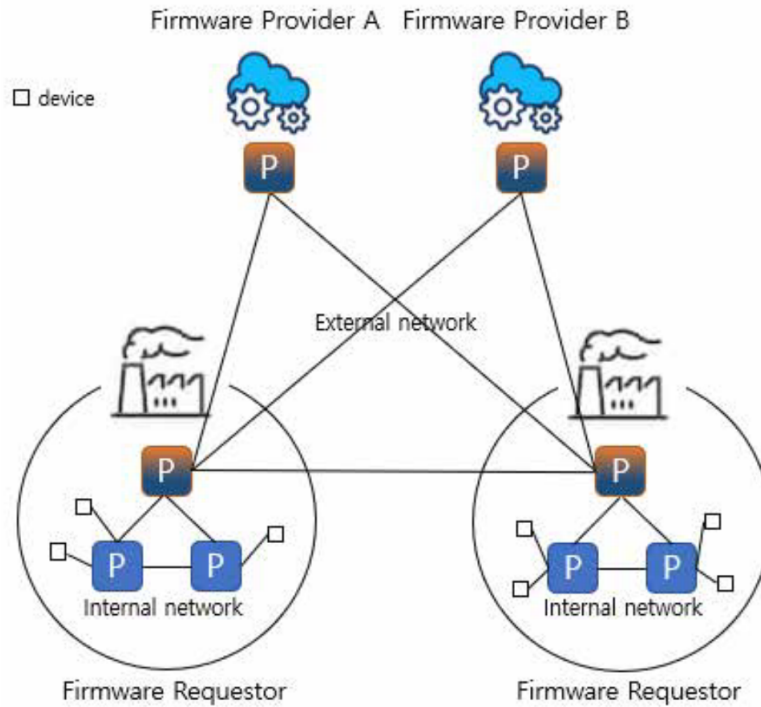 Firmware Provider A
Firmware Provider B
device
P
P
External network
P
P
P
P
P
P
Internal network
Internal network
Firmware Requestor
Firmware Requestor